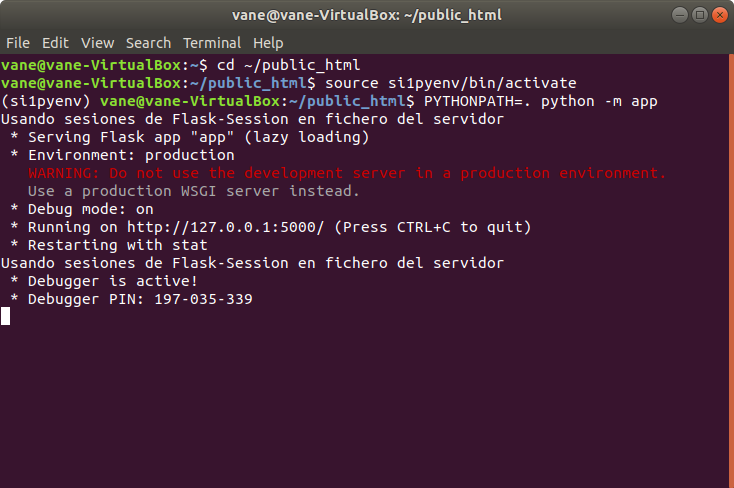 vane@vane-VirtualBox: ~/public_html
File Edit View Search Terminal Help
vane@vane-VirtualBox:~$ cd ~/public_html
vane@vane-VirtualBox:~/public_html$ source si1pyenv/bin/activate
(si1pyenv) vane@vane-VirtualBox:~/public_html$ PYTHONPATH=. python -m app
Usando sesiones de Flask-Session en fichero del servidor
 * Serving Flask app "app" (lazy loading)
 * Environment: production
   WARNING: Do not use the development server in a production environment.
   Use a production WSGI server instead.
 * Debug mode: on
 * Running on http://127.0.0.1:5000/ (Press CTRL+C to quit)
 * Restarting with stat
Usando sesiones de Flask-Session en fichero del servidor
 * Debugger is active!
 * Debugger PIN: 197-035-339